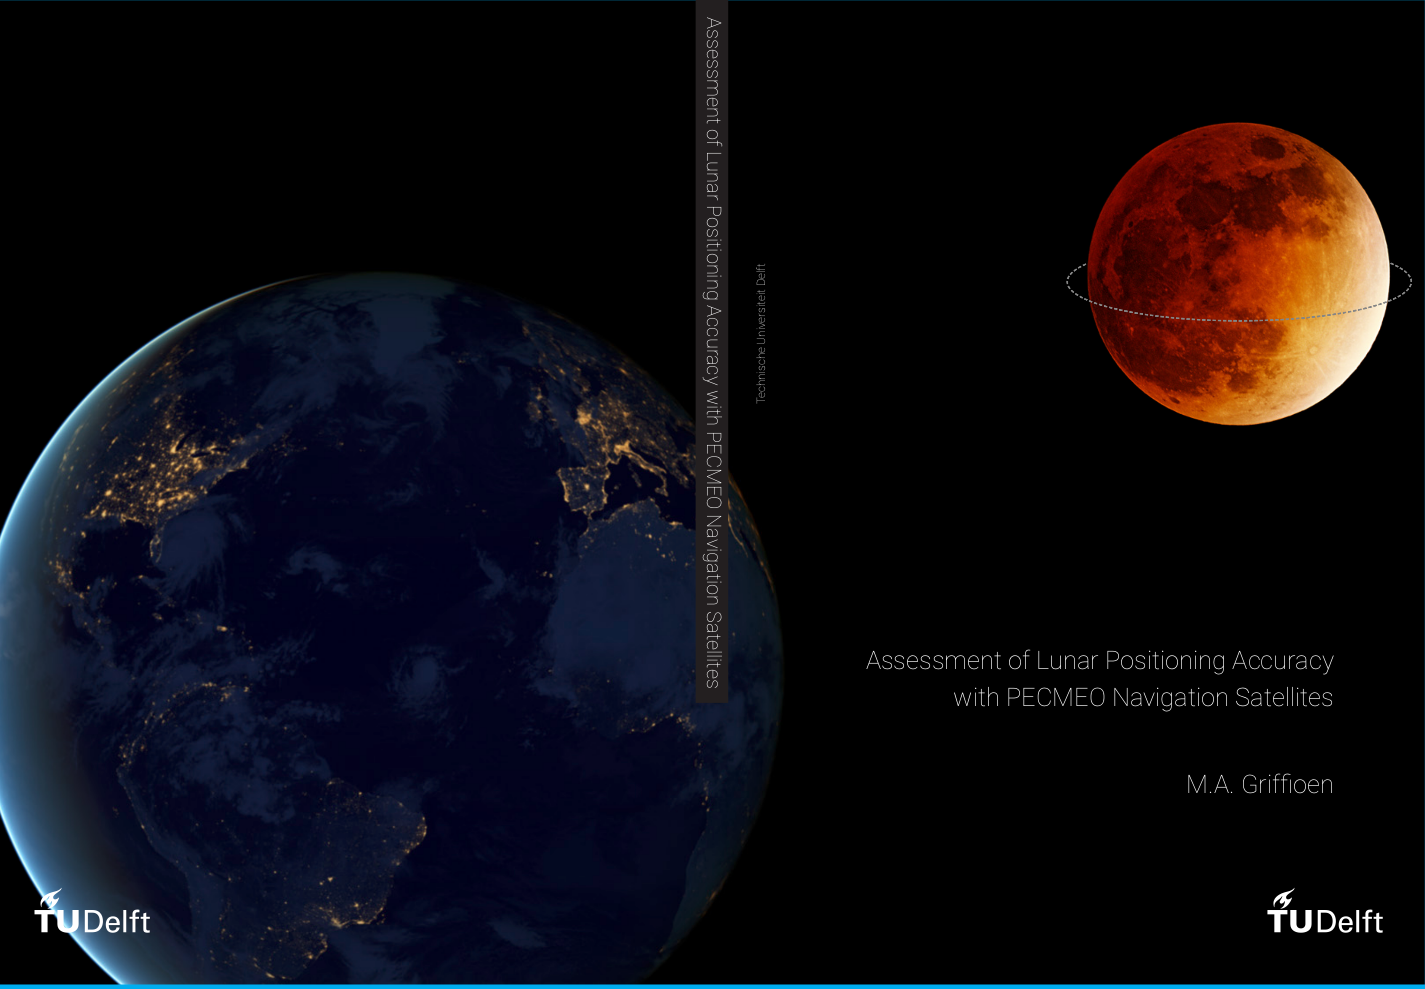 Assessment of Lunar Positioning Accuracy with PECMEO Navigation Satellites
Technische Universiteit Delft
Assessment of Lunar Positioning Accuracy
with PECMEO Navigation Satellites
M.A. Griffioen
TUDelft
TUDelft